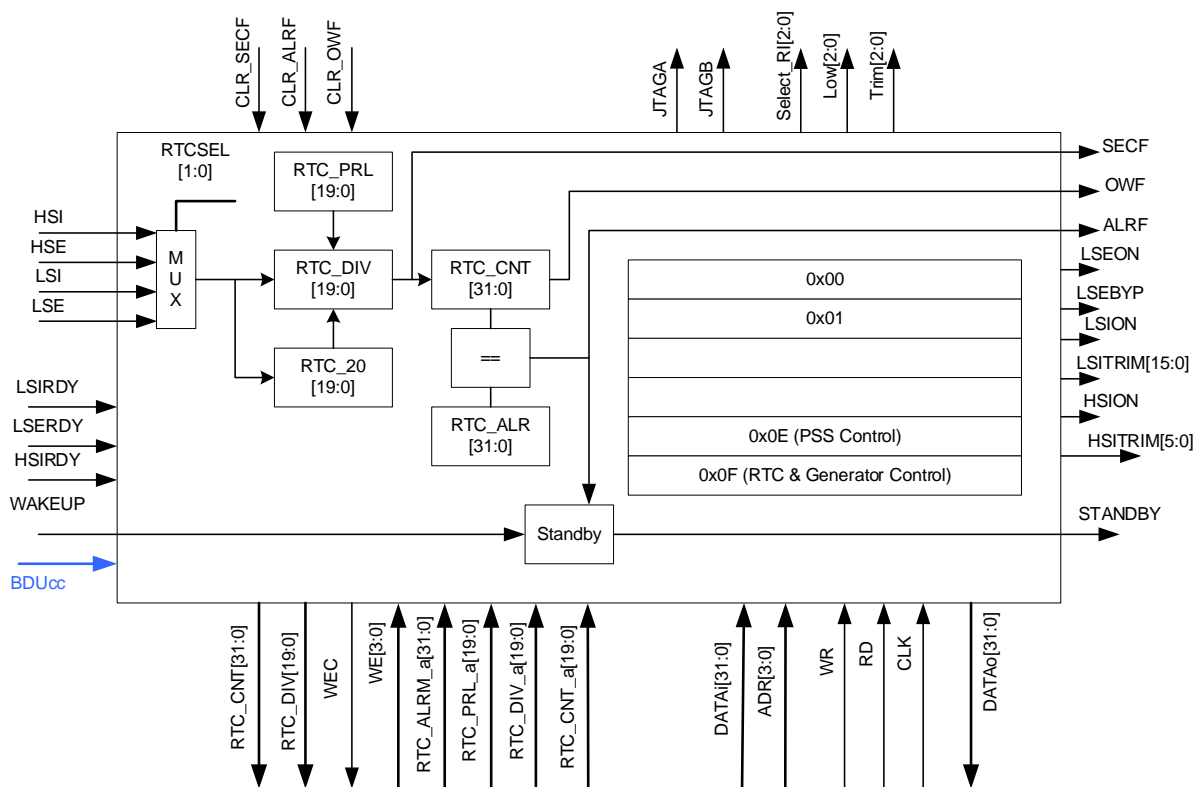 CLR_SECF
CLR_ALRF
CLR_OWF
JTAGA
JTAGB
Select_RI[2:0]
Low[2:0]
Trim[2:0]
RTCSEL
[1:0]
RTC_PRL
[19:0]
SECF
OWF
ALRF
HSI
HSE
LSI
LSE
M
U
X
RTC_DIV
[19:0]
RTC_CNT
[31:0]
RTC_20
[19:0]
==
RTC_ALR
[31:0]
0x00
0x01
0x0E (PSS Control)
0x0F (RTC & Generator Control)
LSEON
LSEBYP
LSION
LSITRIM[15:0]
HSION
HSITRIM[5:0]
LSIRDY
LSERDY
HSIRDY
WAKEUP
Standby
STANDBY
BDUcc
RTC_CNT[31:0]
RTC_DIV[19:0]
WEC
WE[3:0]
RTC_ALRM_a[31:0]
RTC_PRL_a[19:0]
RTC_DIV_a[19:0]
RTC_CNT_a[19:0]
DATAi[31:0]
ADR[3:0]
WR
RD
CLK
DATAo[31:0]